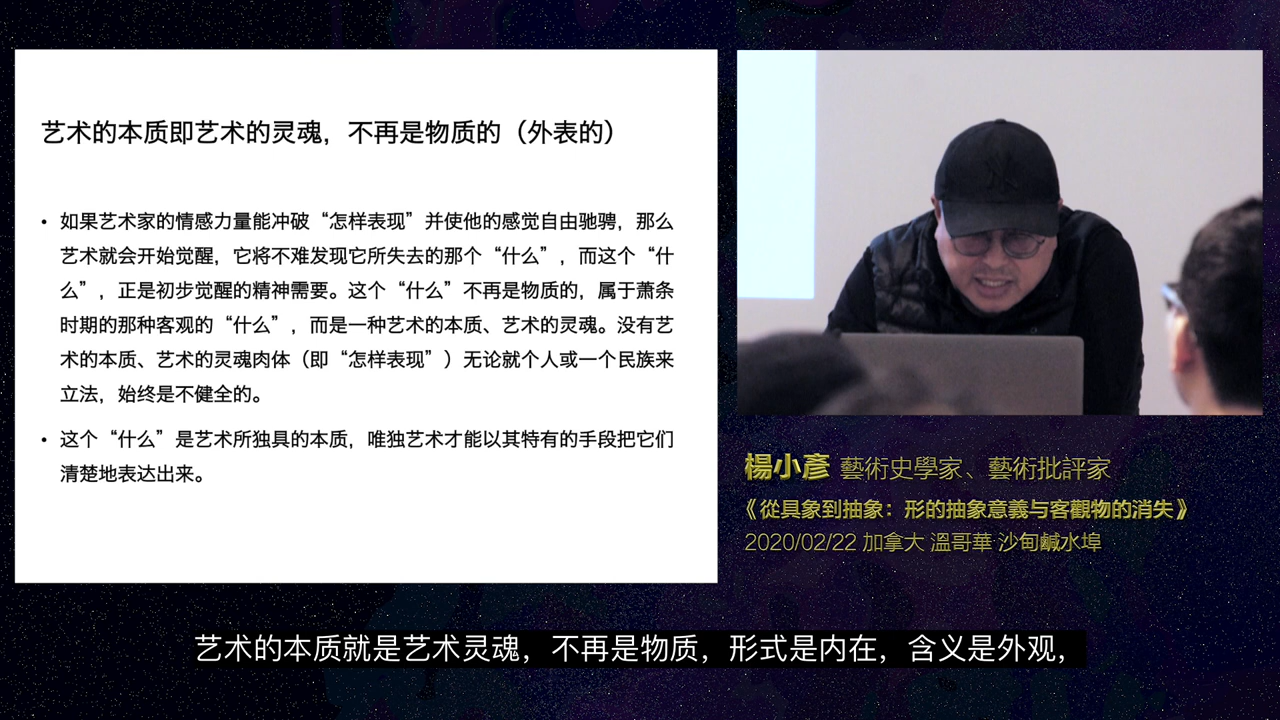 艺术的本质即艺术的灵魂，不再是物质的（外表的）
• 如果艺术家的情感力量能冲破“怎样表现”并使他的感觉自由驰骋，那么
艺术就会开始觉醒，它将不难发现它所失去的那个“什么”，而这个“什
么”，正是初步觉醒的精神需要。这个“什么”不再是物质的，属于萧条
时期的那种客观的“什么”，而是一种艺术的本质、艺术的灵魂。没有艺
术的本质、艺术的灵魂肉体（即“怎样表现”）无论就个人或一个民族来
立法，始终是不健全的。
• 这个“什么”是艺术所独具的本质，唯独艺术才能以其特有的手段把它们
清楚地表达出来。
楊小彥 藝術史學家、藝術批評家
《從具象到抽象：形的抽象意義与客觀物的消失》
2020/02/22 加拿大 溫哥華 沙甸鹹水埠
艺术的本质就是艺术灵魂，不再是物质，形式是内在，含义是外观，